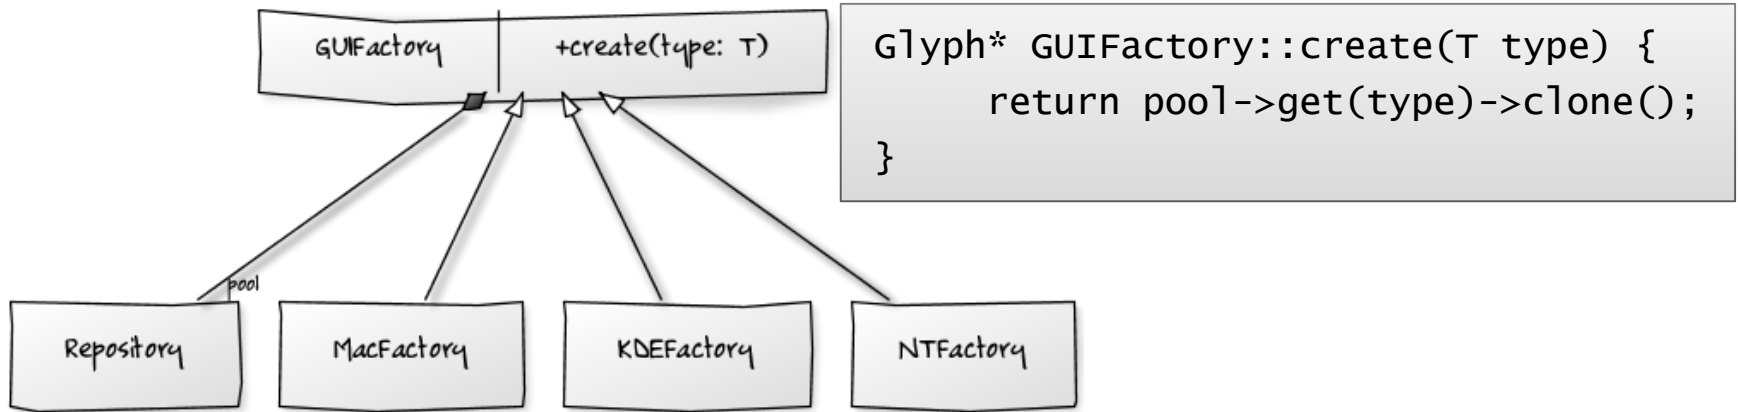 GUIFactory
+create(type: T)
Glyph* GUIFactory::create(T type) {
return pool->get(type)->clone();
}
pool
Repository
MacFactory
KDEFactory
NTFactory